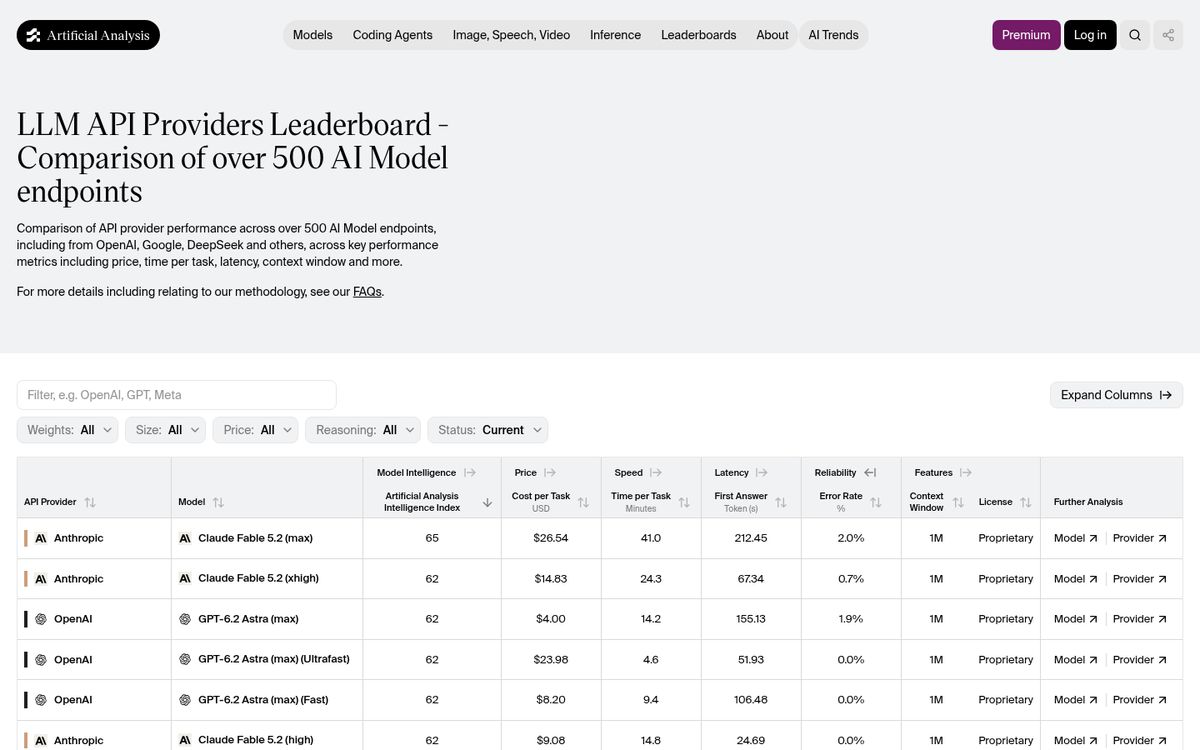 Artificial Analysis
Models Coding Agents Image, Speech, Video Inference Leaderboards About AI Trends
Premium Log in
LLM API Providers Leaderboard -
Comparison of over 500 AI Model
endpoints
Comparison of API provider performance across over 500 AI Model endpoints,
including from OpenAI, Google, DeepSeek and others, across key performance
metrics including price, time per task, latency, context window and more.
For more details including relating to our methodology, see our FAQs.
Filter, e.g. OpenAI, GPT, Meta
Expand Columns
Weights: All Size: All Price: All Reasoning: All Status: Current
Model Intelligence Price Speed Latency Reliability Features
API Provider Model Artificial Analysis Intelligence Index Cost per Task USD Time per Task Minutes First Answer Token (s) Error Rate % Context Window License Further Analysis
Anthropic Claude Fable 5.2 (max) 65 $26.54 41.0 212.45 2.0% 1M Proprietary Model Provider
Anthropic Claude Fable 5.2 (xhigh) 62 $14.83 24.3 67.34 0.7% 1M Proprietary Model Provider
OpenAI GPT-6.2 Astra (max) 62 $4.00 14.2 155.13 1.9% 1M Proprietary Model Provider
OpenAI GPT-6.2 Astra (max) (Ultrafast) 62 $23.98 4.6 51.93 0.0% 1M Proprietary Model Provider
OpenAI GPT-6.2 Astra (max) (Fast) 62 $8.20 9.4 106.48 0.0% 1M Proprietary Model Provider
Anthropic Claude Fable 5.2 (high) 62 $9.08 14.8 24.69 0.0% 1M Proprietary Model Provider